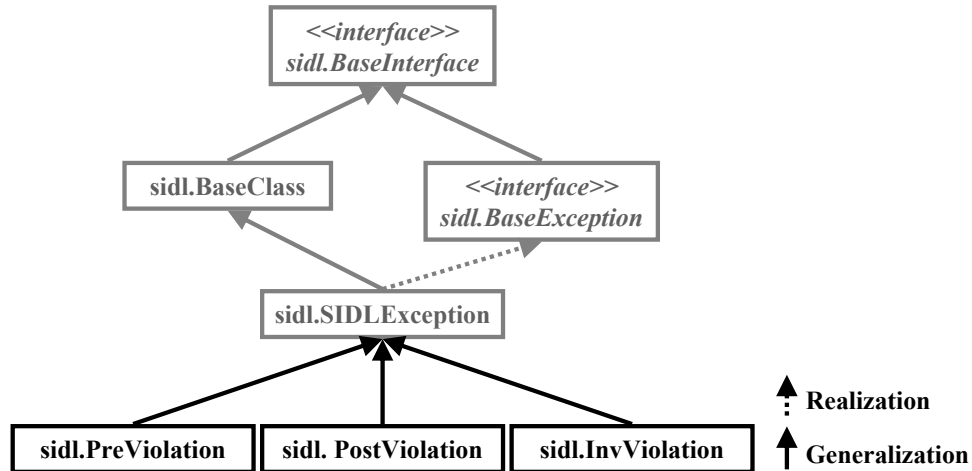 <<interface>>
sidl.BaseInterface
sidl.BaseClass
<<interface>>
sidl.BaseException
sidl.SIDLException
sidl.PreViolation
sidl. PostViolation
sidl.InvViolation
Realization
Generalization